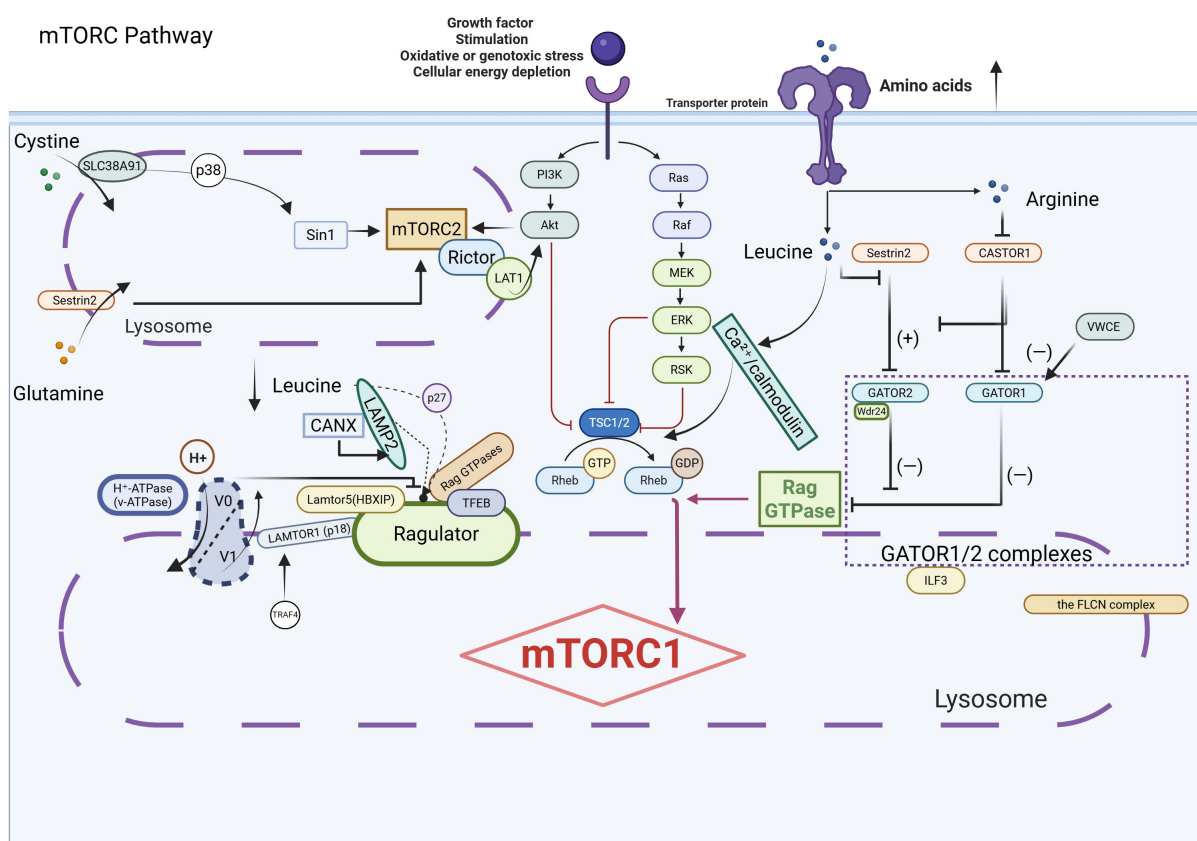 mTORC Pathway
Growth factor
Stimulation
Oxidative or genotoxic stress
Cellular energy depletion
Transporter protein
Amino acids
Cystine
SLC38A91
p38
Sin1
mTORC2
Rictor
LAT1
Sestrin2
Lysosome
Glutamine
PI3K
Akt
Ras
Raf
MEK
ERK
RSK
TSC1/2
Rheb
GTP
Rheb
GDP
Ca²⁺/calmodulin
Leucine
Arginine
Sestrin2
CASTOR1
(+)
(—)
VWCE
GATOR2
Wdr24
GATOR1
(—)
(—)
Rag
GTPase
GATOR1/2 complexes
ILF3
the FLCN complex
Leucine
CANX
LAMP2
p27
H+
H⁺-ATPase
(v-ATPase)
V0
V1
Lamtor5(HBXIP)
LAMTOR1 (p18)
Rag GTPases
TFEB
Ragulator
TRAF4
mTORC1
Lysosome